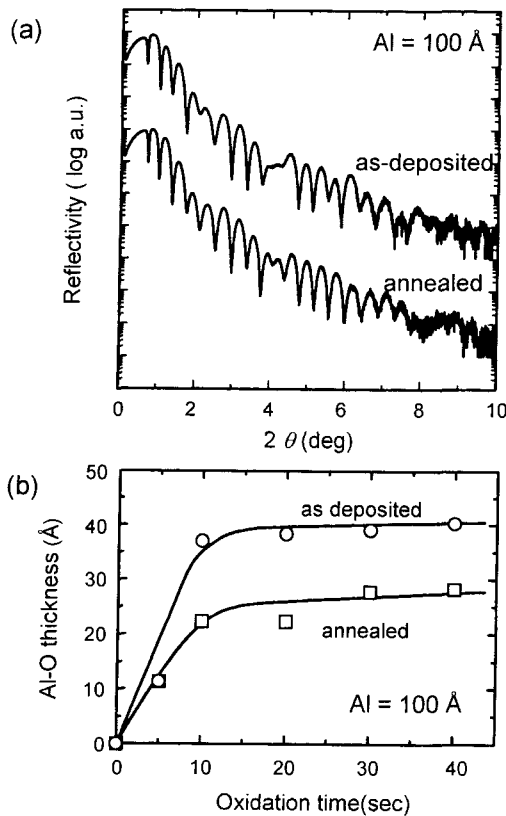 (a)
Al = 100 Å
as-deposited
annealed
Reflectivity ( log a.u.)
0 2 4 6 8 10
2 θ (deg)
(b)
50
40
30
20
10
0
Al-O thickness (Å)
as deposited
annealed
Al = 100 Å
0 10 20 30 40
Oxidation time(sec)